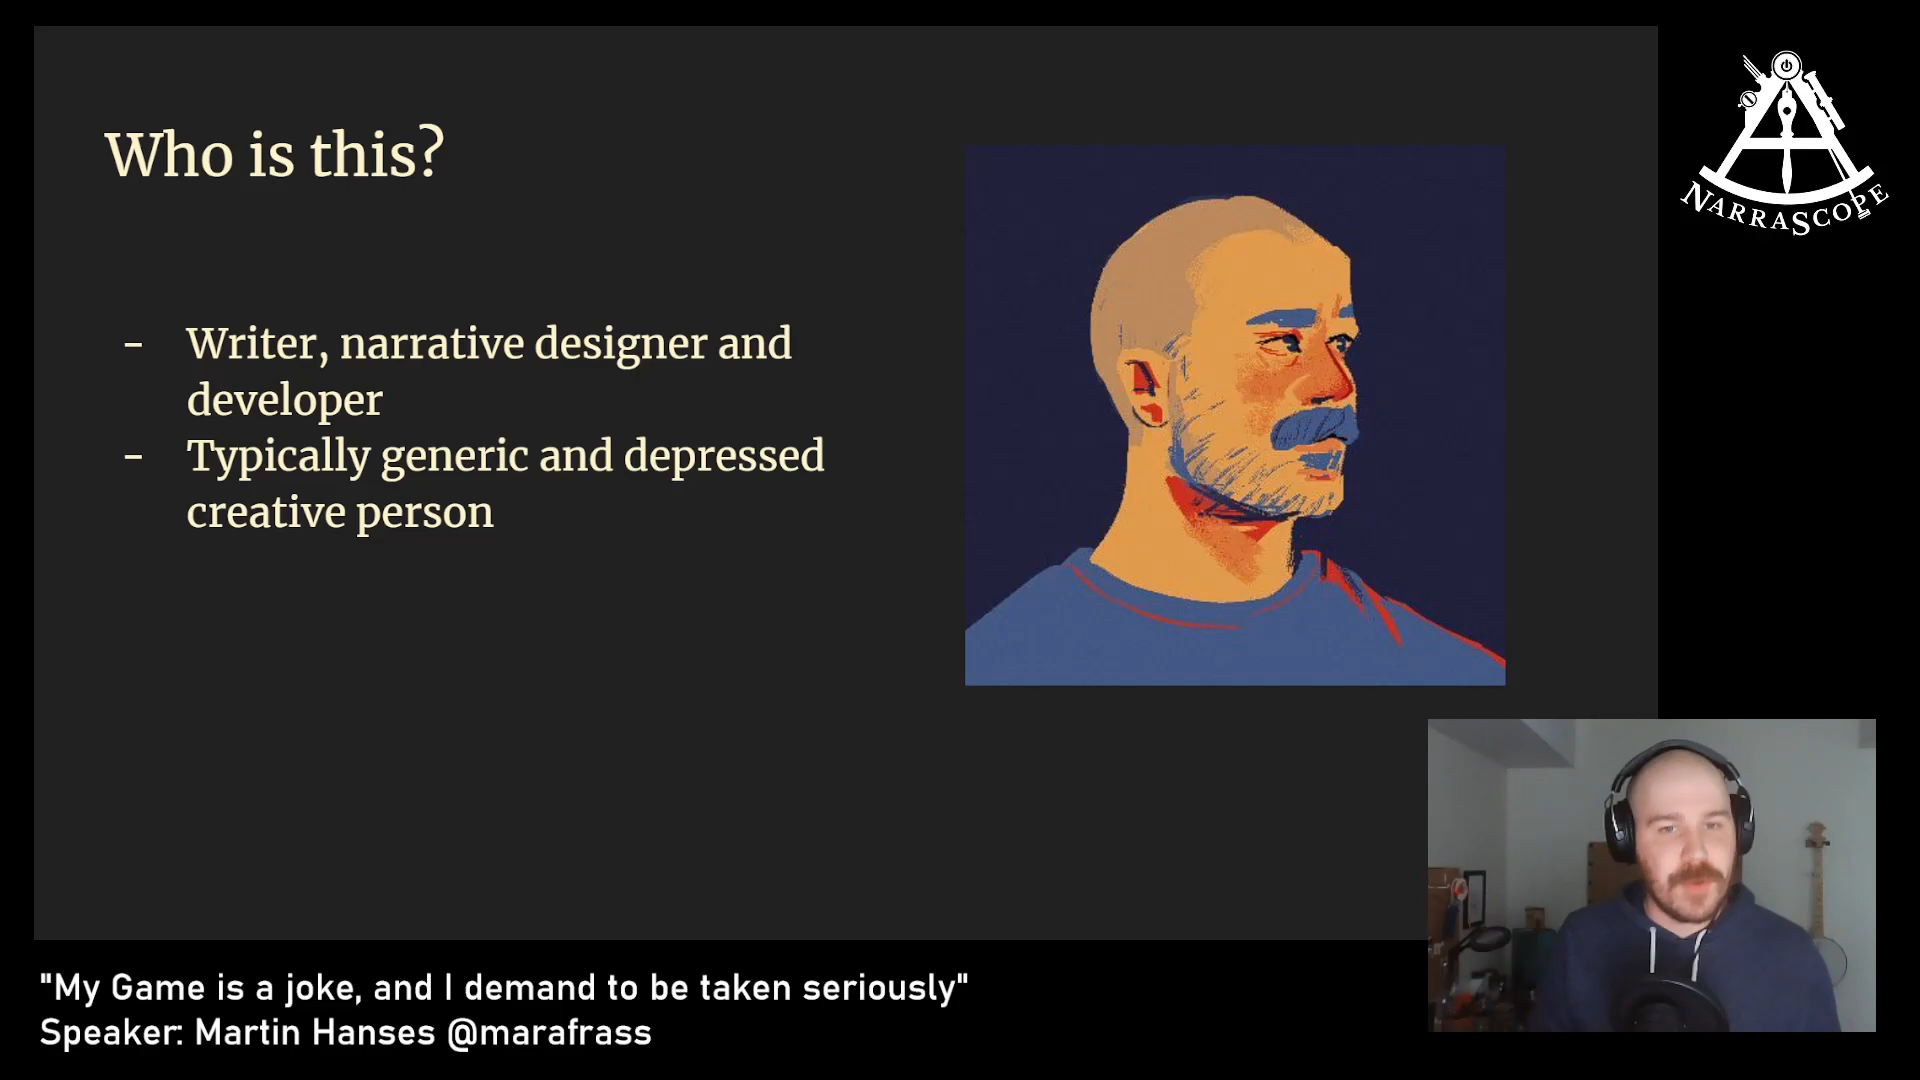 Who is this?
- Writer, narrative designer and
developer
- Typically generic and depressed
creative person
NARRASCOPE
"My Game is a joke, and I demand to be taken seriously"
Speaker: Martin Hanses @marafrass